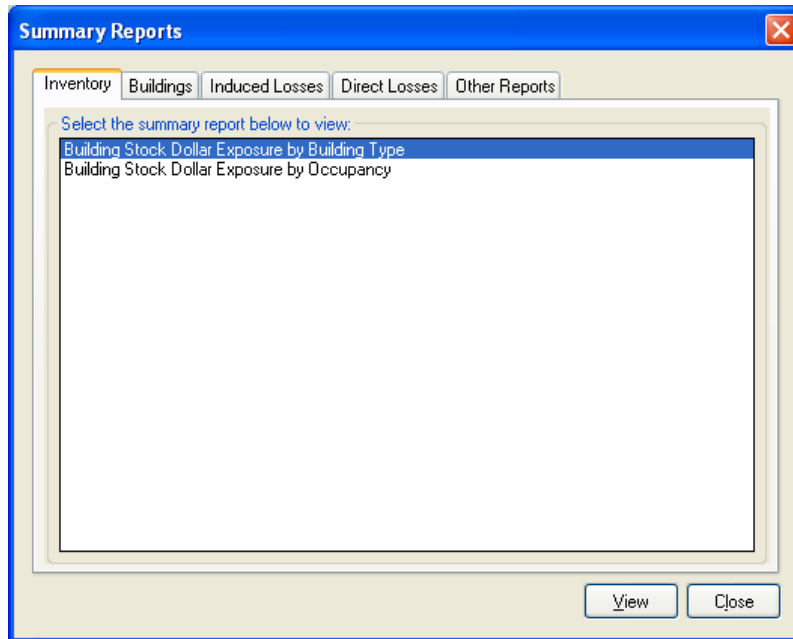 Summary Reports
Inventory Buildings Induced Losses Direct Losses Other Reports
Select the summary report below to view:
Building Stock Dollar Exposure by Building Type
Building Stock Dollar Exposure by Occupancy
View Close